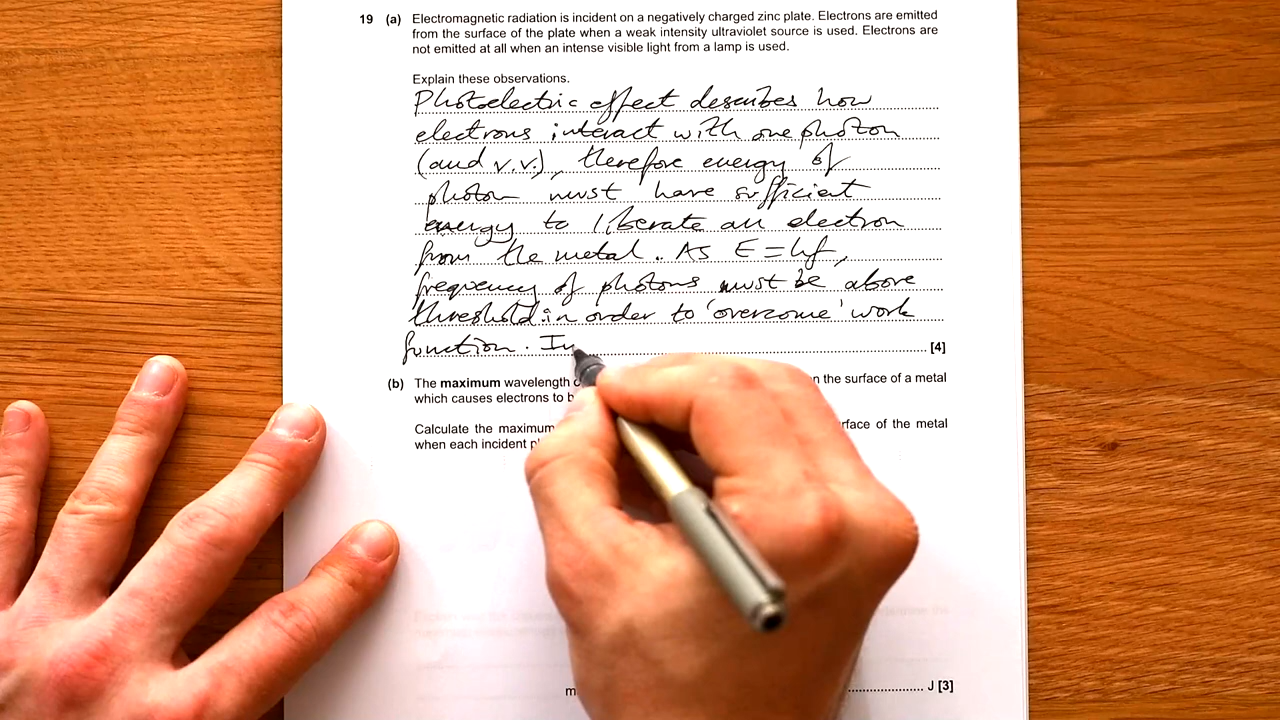 19 (a) Electromagnetic radiation is incident on a negatively charged zinc plate. Electrons are emitted
from the surface of the plate when a weak intensity ultraviolet source is used. Electrons are
not emitted at all when an intense visible light from a lamp is used.
Explain these observations.
Photoelectric effect describes how
electrons interact with one photon
(and v.v.), therefore energy of
photon must have sufficient
energy to liberate an electron
from the metal. As E = hf,
frequency of photons must be above
threshold in order to 'overcome' work
function. In
[4]
(b) The maximum wavelength n the surface of a metal
which causes electrons to b
Calculate the maximum rface of the metal
when each incident
m
J [3]